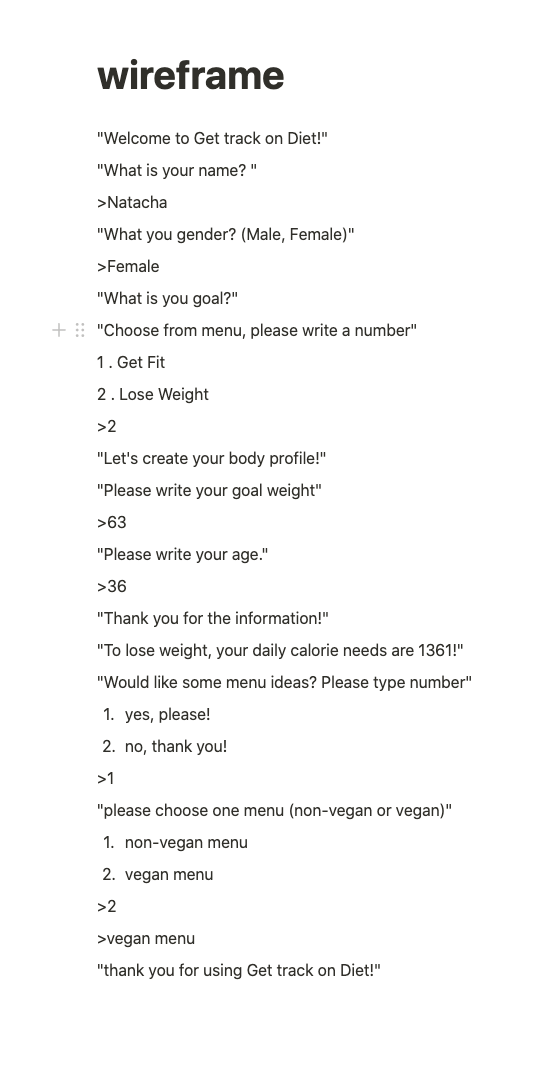 wireframe
"Welcome to Get track on Diet!"
"What is your name? "
>Natacha
"What you gender? (Male, Female)"
>Female
"What is you goal?"
"Choose from menu, please write a number"
1 . Get Fit
2 . Lose Weight
>2
"Let's create your body profile!"
"Please write your goal weight"
>63
"Please write your age."
>36
"Thank you for the information!"
"To lose weight, your daily calorie needs are 1361!"
"Would like some menu ideas? Please type number"
1. yes, please!
2. no, thank you!
>1
"please choose one menu (non-vegan or vegan)"
1. non-vegan menu
2. vegan menu
>2
>vegan menu
"thank you for using Get track on Diet!"